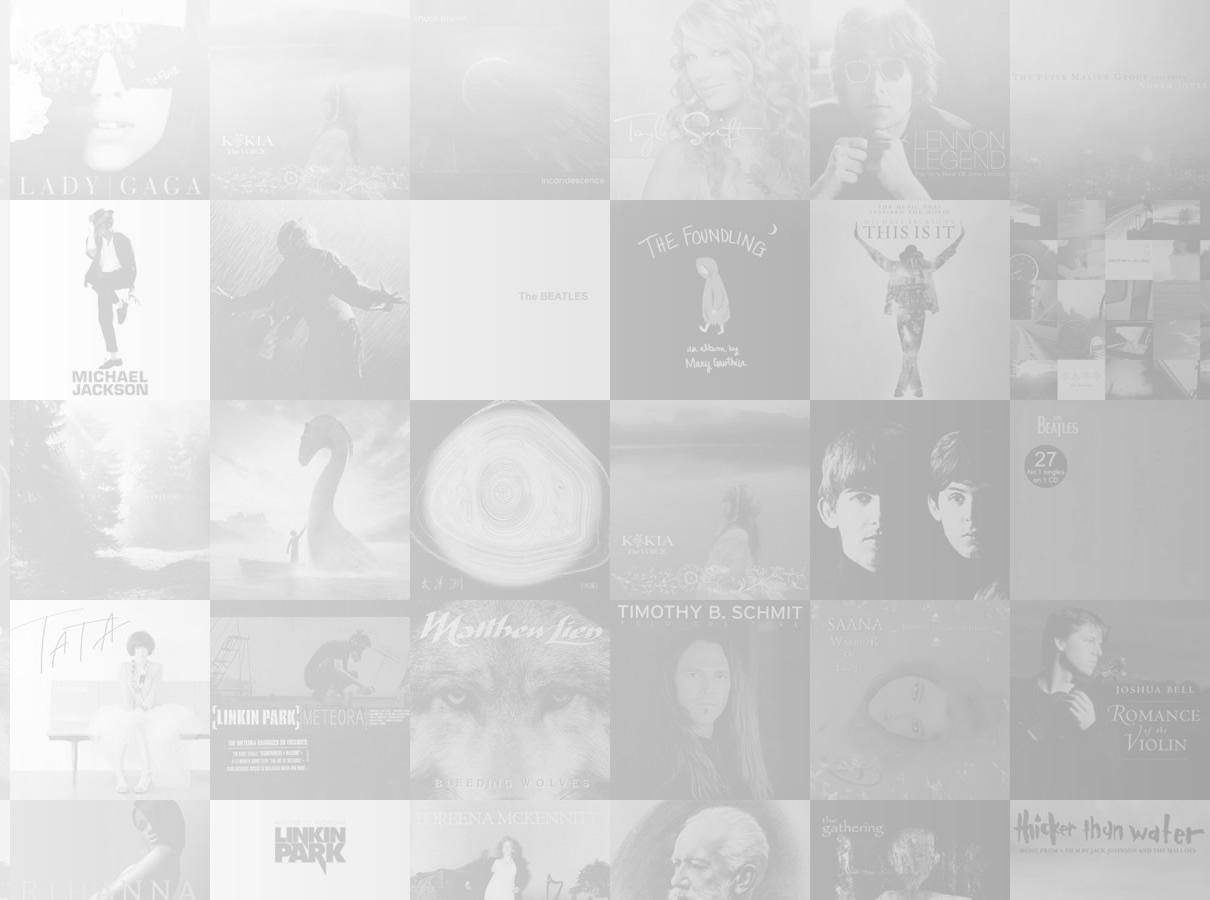 chuck brown
THE PETER MALICK GROUP FEATURING
NORAH JONES
Taylor Swift
KOKIA
The VOICE
LENNON
LEGEND
The Very Best Of John Lennon
incandescence
LADY GAGA
THE MUSIC THAT
INSPIRED THE MOVIE
MICHAEL JACKSON'S
THIS IS IT
THE FOUNDLING
The BEATLES
an album by
Mary Gauthier
MICHAEL
JACKSON
THE
BEATLES
27
No.1 singles
on 1 CD
KOKIA
The VOICE
TATA
Matthew Lien
TIMOTHY B. SCHMIT
SAANA
WARRIOR
OF
LIGHT
LINKIN PARK METEORA
JOSHUA BELL
ROMANCE
of the
VIOLIN
BLEEDING WOLVES
LINKIN
PARK
LOREENA MCKENNITT
the
gathering
thicker than water
MUSIC FROM A FILM BY JACK JOHNSON AND THE MALLOYS
RIHANNA